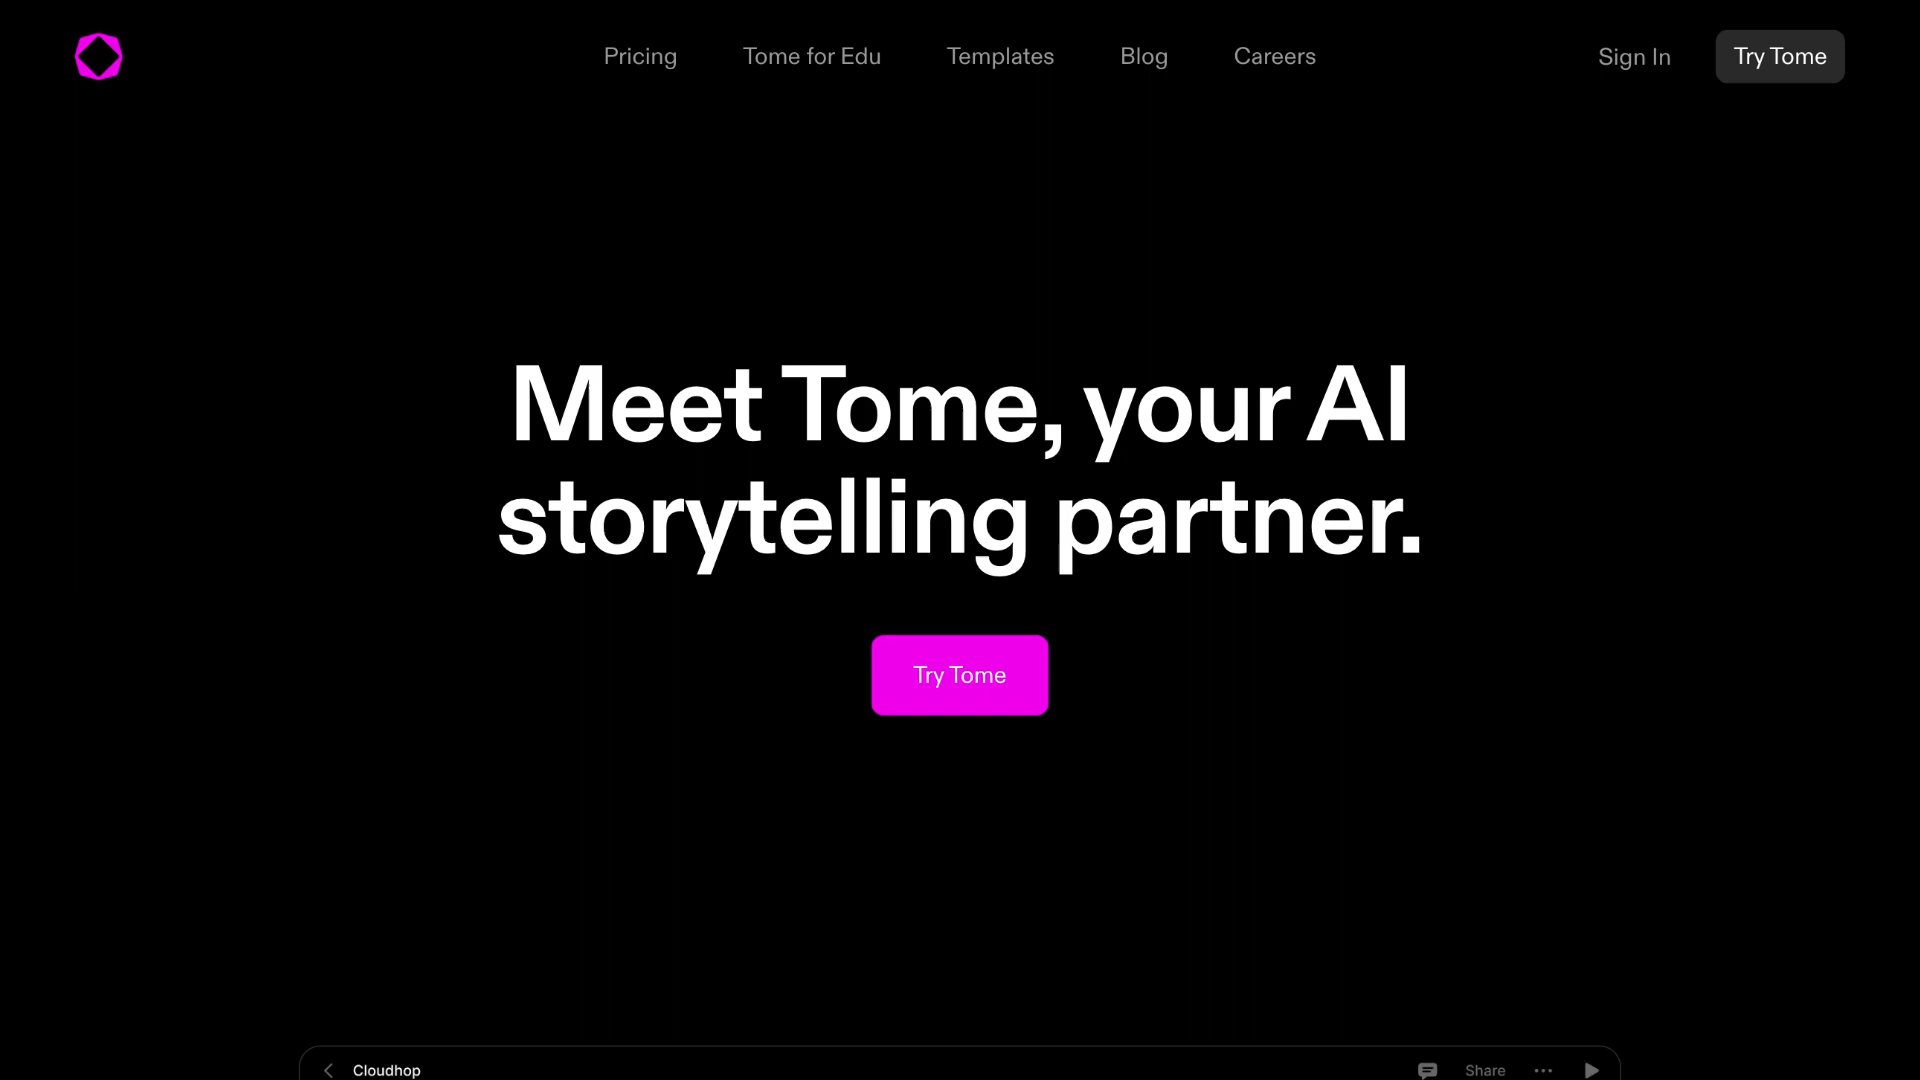 Pricing Tome for Edu Templates Blog Careers Sign In Try Tome
Meet Tome, your AI
storytelling partner.
Try Tome
Cloudhop Share